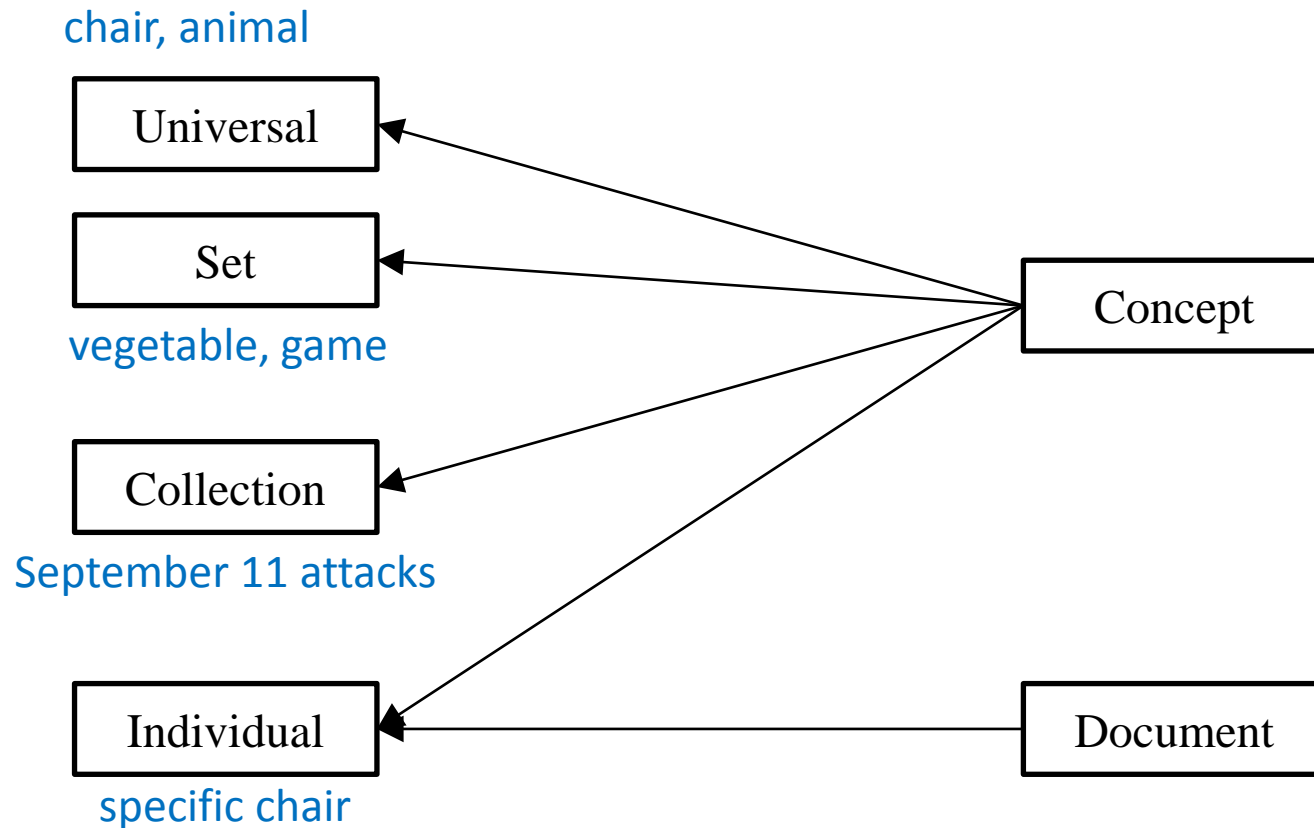 chair, animal
Universal
Set
Concept
vegetable, game
Collection
September 11 attacks
Individual
Document
specific chair